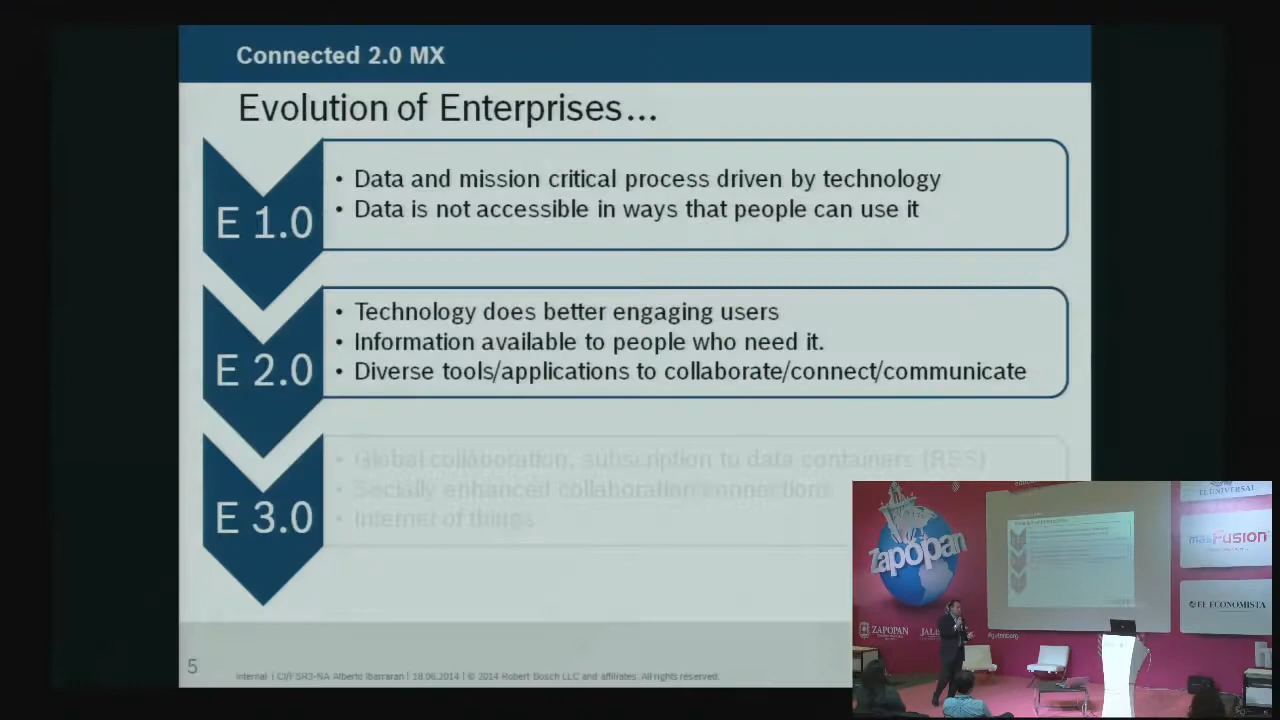 Connected 2.0 MX
Evolution of Enterprises...
E 1.0
• Data and mission critical process driven by technology
• Data is not accessible in ways that people can use it
E 2.0
• Technology does better engaging users
• Information available to people who need it.
• Diverse tools/applications to collaborate/connect/communicate
E 3.0
• Global collaboration, subscription to data containers (RSS)
• Socially enhanced collaboration/connections
• Internet of things
5
Internal | CI/FSR3-NA Alberto Ibarraran | 18.06.2014 | © 2014 Robert Bosch LLC and affiliates. All rights reserved.
Zapopan
EL UNIVERSAL
masFusion
EL ECONOMISTA
ZAPOPAN
#gutenberg